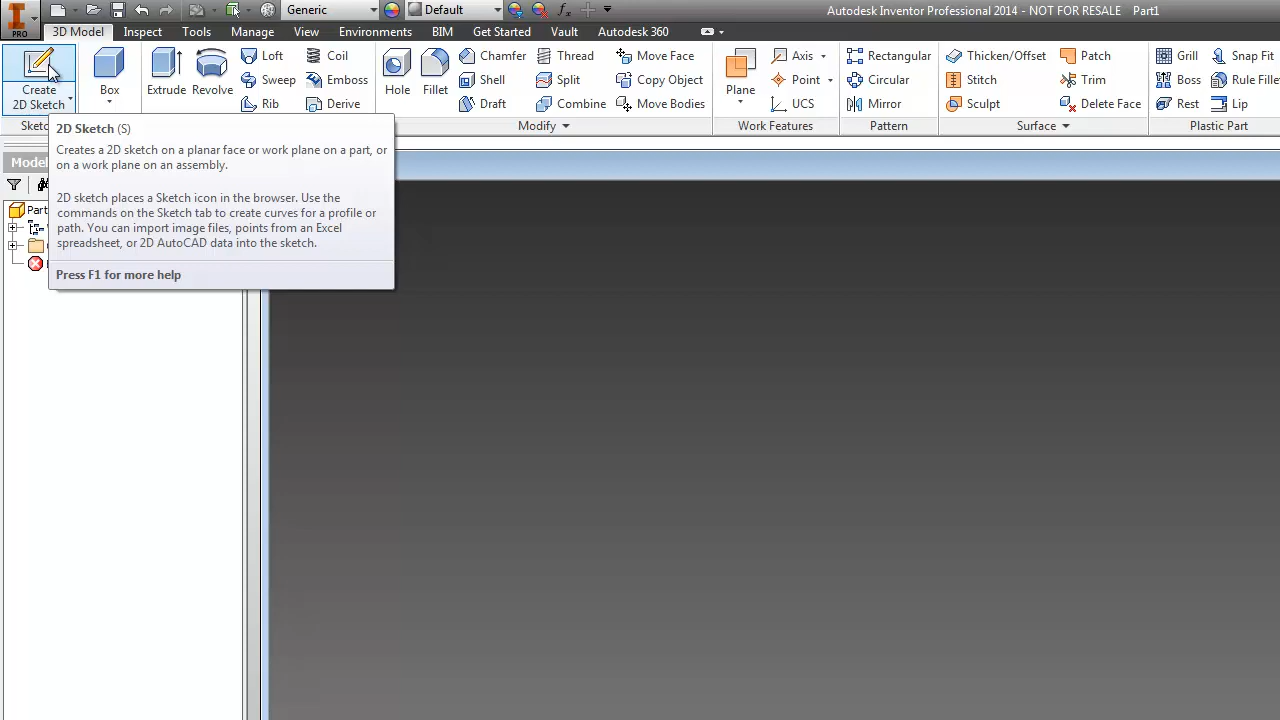 Generic
Default
fx
Autodesk Inventor Professional 2014 - NOT FOR RESALE Part1
PRO
3D Model Inspect Tools Manage View Environments BIM Get Started Vault Autodesk 360
Loft Coil Chamfer Thread Move Face Axis Rectangular Thicken/Offset Patch Grill Snap Fit
Create Box Extrude Revolve Sweep Emboss Hole Fillet Shell Split Copy Object Plane Point Circular Stitch Trim Boss Rule Fille
2D Sketch Rib Derive Draft Combine Move Bodies UCS Mirror Sculpt Delete Face Rest Lip
Sketc Modify Work Features Pattern Surface Plastic Part
2D Sketch (S)
Creates a 2D sketch on a planar face or work plane on a part, or
on a work plane on an assembly.
2D sketch places a Sketch icon in the browser. Use the
commands on the Sketch tab to create curves for a profile or
path. You can import image files, points from an Excel
spreadsheet, or 2D AutoCAD data into the sketch.
Press F1 for more help
Model
Part